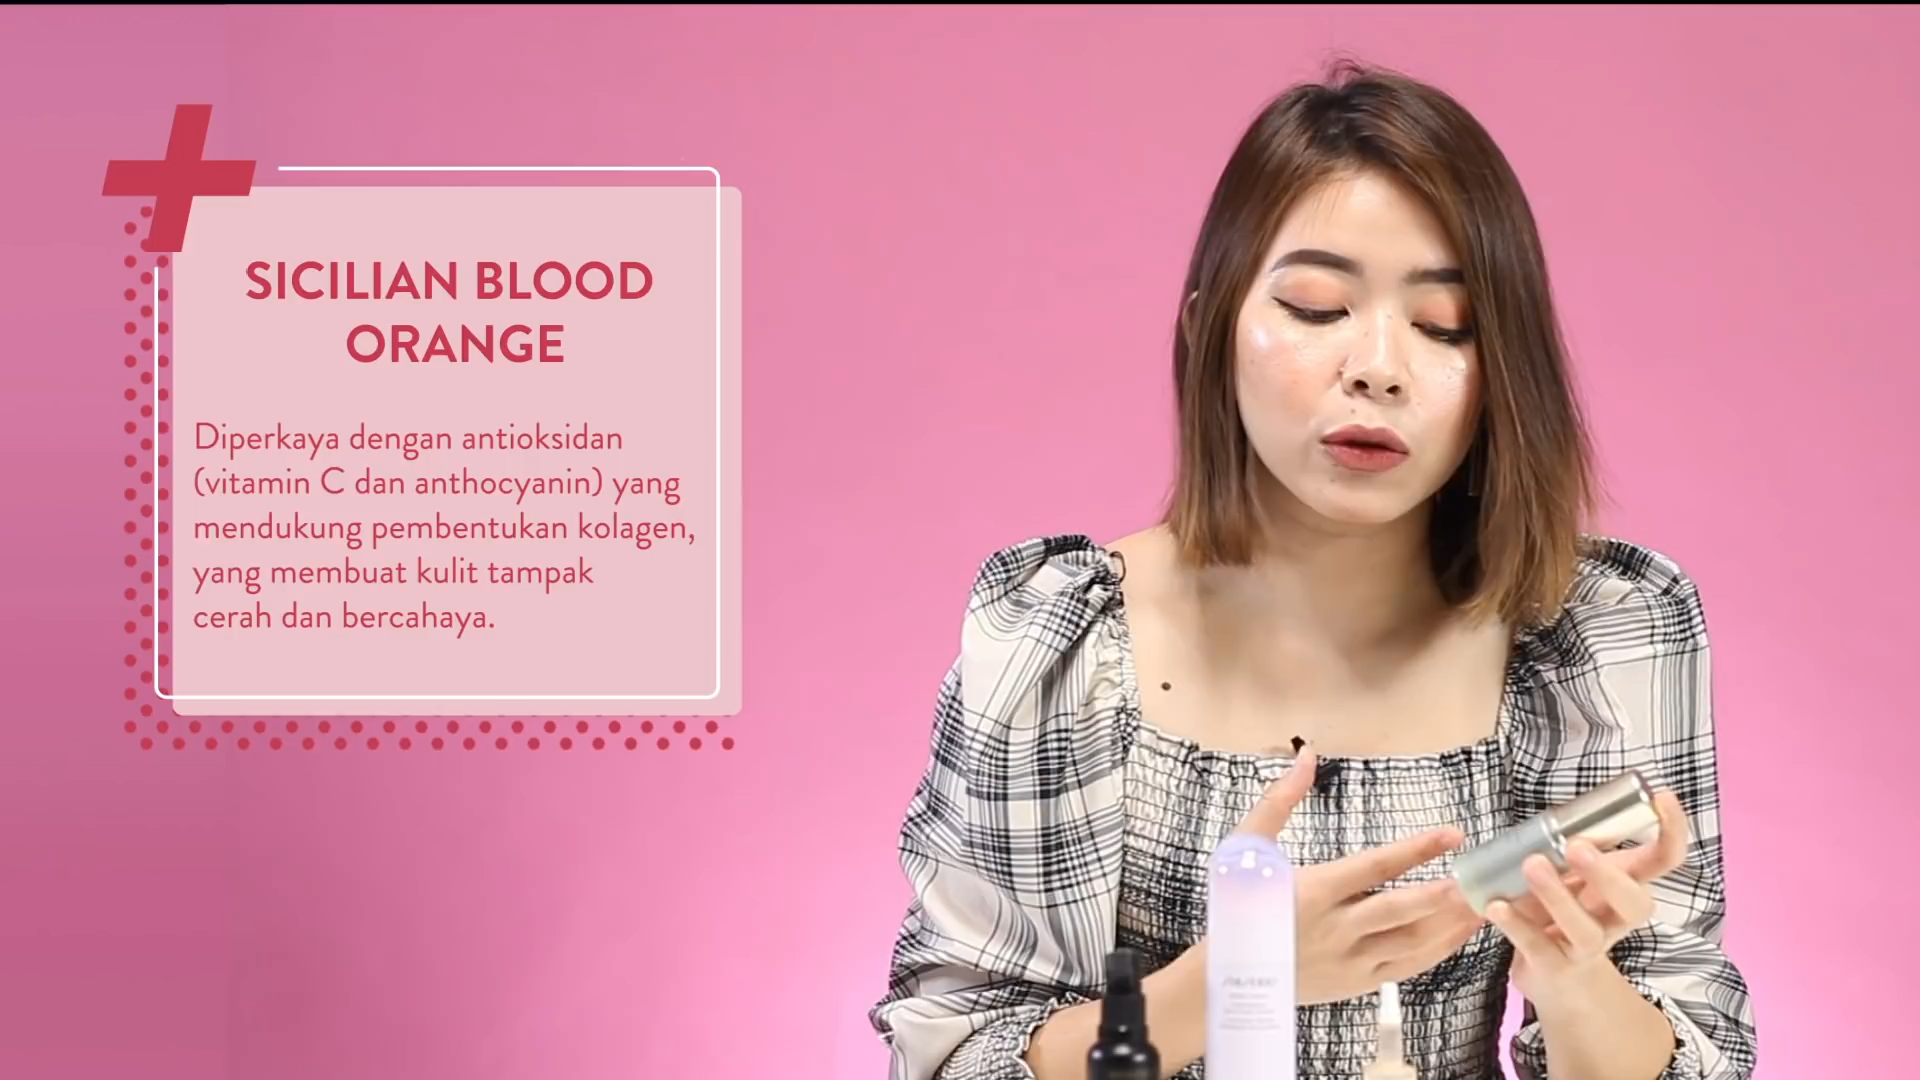 SICILIAN BLOOD
ORANGE
Diperkaya dengan antioksidan
(vitamin C dan anthocyanin) yang
mendukung pembentukan kolagen,
yang membuat kulit tampak
cerah dan bercahaya.
SHISEIDO